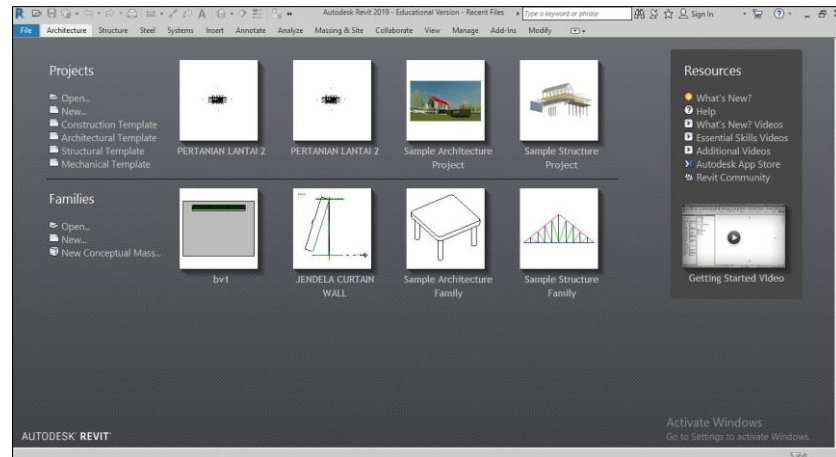 Autodesk Revit 2019 - Educational Version - Recent Files
Type a keyword or phrase
Sign In
File Architecture Structure Steel Systems Insert Annotate Analyze Massing & Site Collaborate View Manage Add-Ins Modify
Projects
Open...
New...
Construction Template
Architectural Template
Structural Template
Mechanical Template
PERTANIAN LANTAI 2
PERTANIAN LANTAI 2
Sample Architecture
Project
Sample Structure
Project
Families
Open...
New...
New Conceptual Mass...
bv1
JENDELA CURTAIN
WALL
Sample Architecture
Family
Sample Structure
Family
Resources
What's New?
Help
What's New? Videos
Essential Skills Videos
Additional Videos
Autodesk App Store
Revit Community
Getting Started Video
AUTODESK® REVIT®
Activate Windows
Go to Settings to activate Windows.